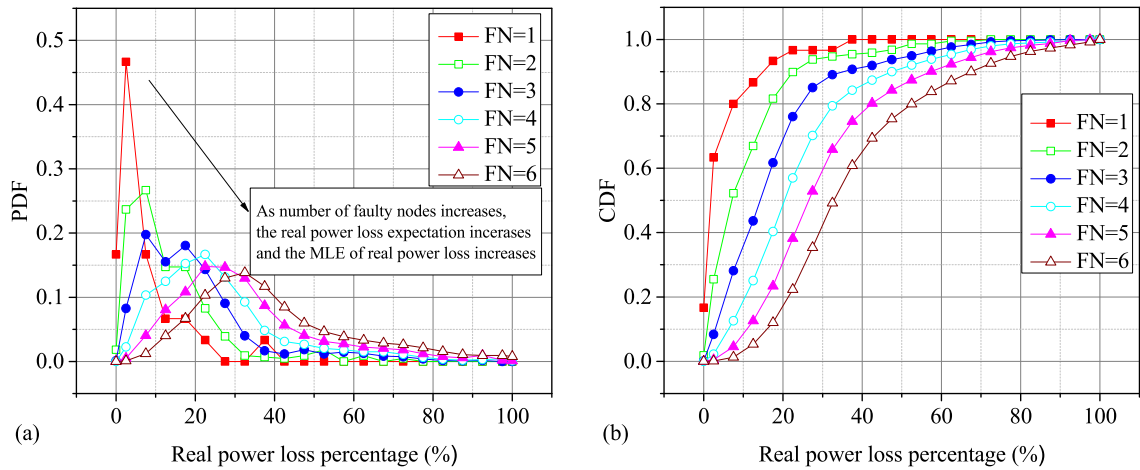 0.5
0.4
0.3
0.2
0.1
0.0
PDF
FN=1
FN=2
FN=3
FN=4
FN=5
FN=6
As number of faulty nodes increases,
the real power loss expectation incerases
and the MLE of real power loss increases
0 20 40 60 80 100
(a) Real power loss percentage (%)
1.0
0.8
0.6
0.4
0.2
0.0
CDF
FN=1
FN=2
FN=3
FN=4
FN=5
FN=6
0 20 40 60 80 100
(b) Real power loss percentage (%)